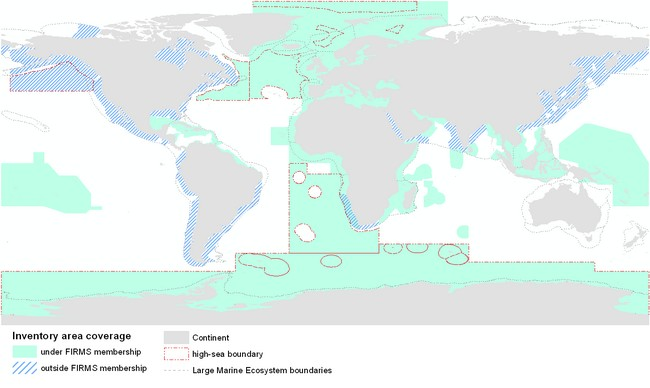 Inventory area coverage
under FIRMS membership
outside FIRMS membership
Continent
high-sea boundary
Large Marine Ecosystem boundaries